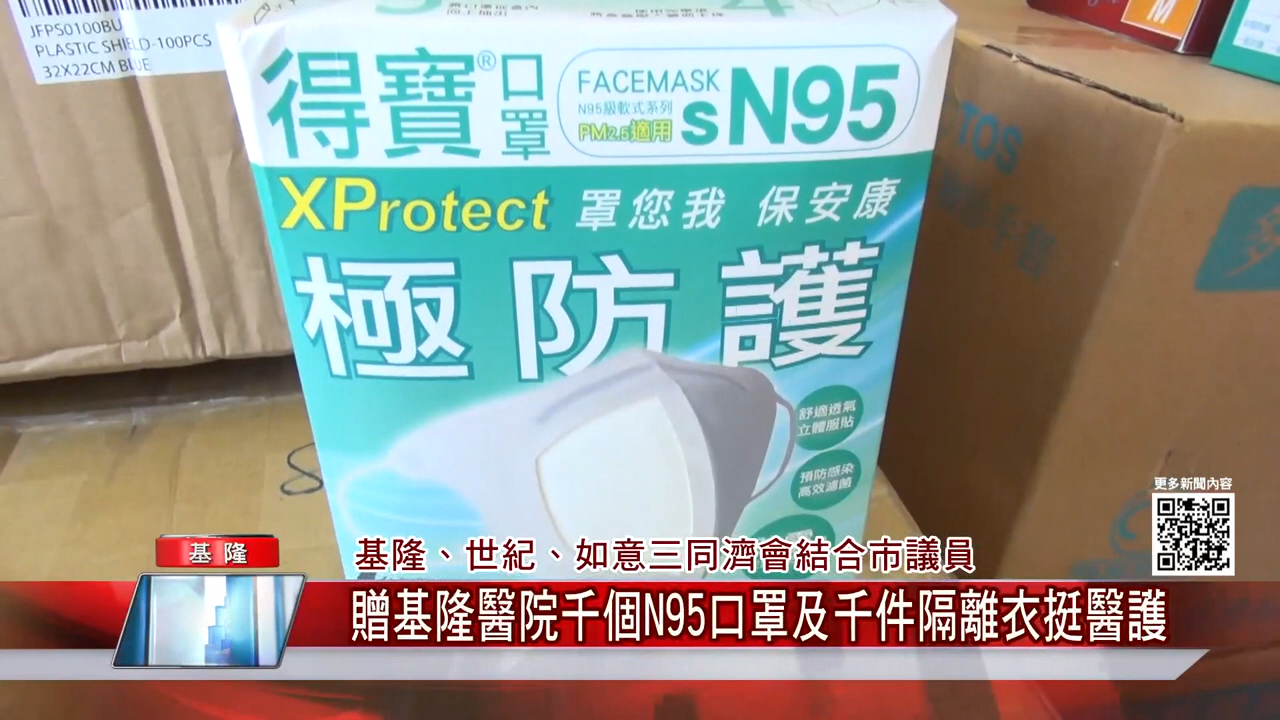 JFPS0100BU
PLASTIC SHIELD-100PCS
32X22CM BLUE
M
得寶®口罩
FACEMASK
N95級軟式系列
PM2.5適用
sN95
XProtect 罩您我 保安康
極防護
舒適透氣
立體服貼
預防感染
高效濾菌
更多新聞內容
基隆
基隆、世紀、如意三同濟會結合市議員
贈基隆醫院千個N95口罩及千件隔離衣挺醫護